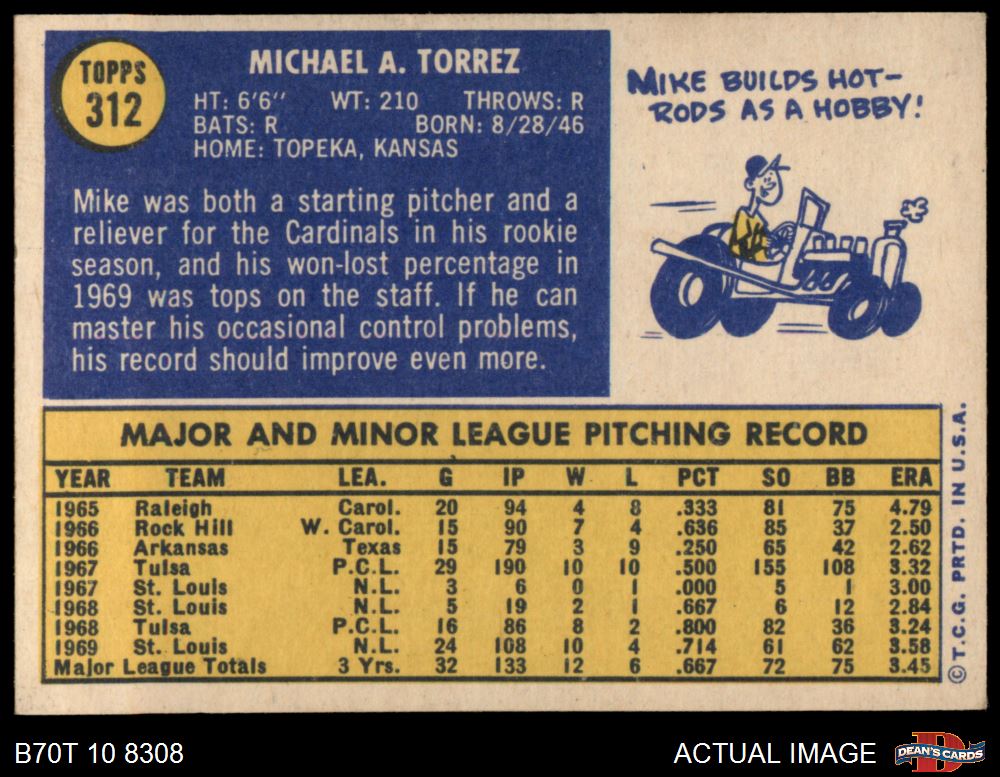 TOPPS
312
MICHAEL A. TORREZ
HT: 6'6" WT: 210 THROWS: R
BATS: R BORN: 8/28/46
HOME: TOPEKA, KANSAS
Mike was both a starting pitcher and a
reliever for the Cardinals in his rookie
season, and his won-lost percentage in
1969 was tops on the staff. If he can
master his occasional control problems,
his record should improve even more.
MIKE BUILDS HOT-
RODS AS A HOBBY!
MAJOR AND MINOR LEAGUE PITCHING RECORD
YEAR TEAM LEA. G IP W L PCT SO BB ERA
1965 Raleigh Carol. 20 94 4 8 .333 81 75 4.79
1966 Rock Hill W. Carol. 15 90 7 4 .636 85 37 2.50
1966 Arkansas Texas 15 79 3 9 .250 65 42 2.62
1967 Tulsa P.C.L. 29 190 10 10 .500 155 108 3.32
1967 St. Louis N.L. 3 6 0 1 .000 5 1 3.00
1968 St. Louis N.L. 5 19 2 1 .667 6 12 2.84
1968 Tulsa P.C.L. 16 86 8 2 .800 82 36 3.24
1969 St. Louis N.L. 24 108 10 4 .714 61 62 3.58
Major League Totals 3 Yrs. 32 133 12 6 .667 72 75 3.45
© T.C.G. PRTD. IN U.S.A.
B70T 10 8308
ACTUAL IMAGE
D
DEAN'S CARDS